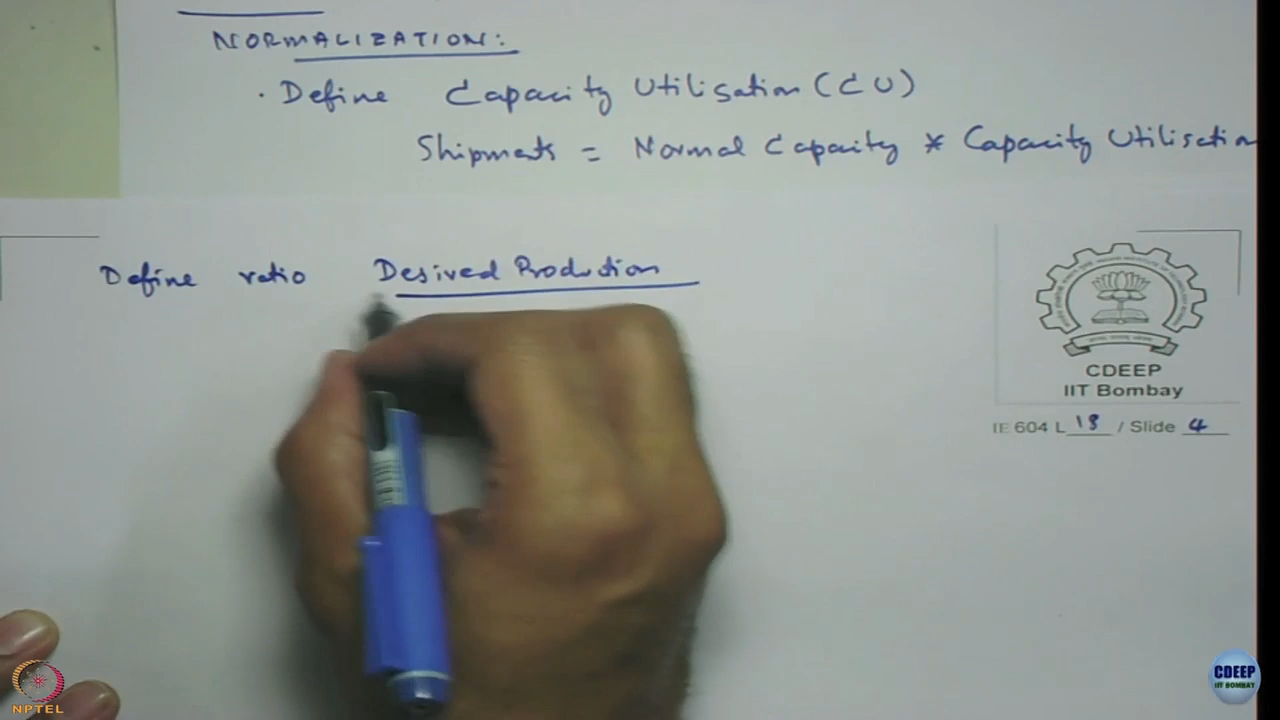 NORMALIZATION:
· Define Capacity Utilisation (CU)
Shipments = Normal Capacity * Capacity Utilisation
Define ratio Desired Production
CDEEP
IIT Bombay
IE 604 L 18 / Slide 4
NPTEL
CDEEP
IIT BOMBAY